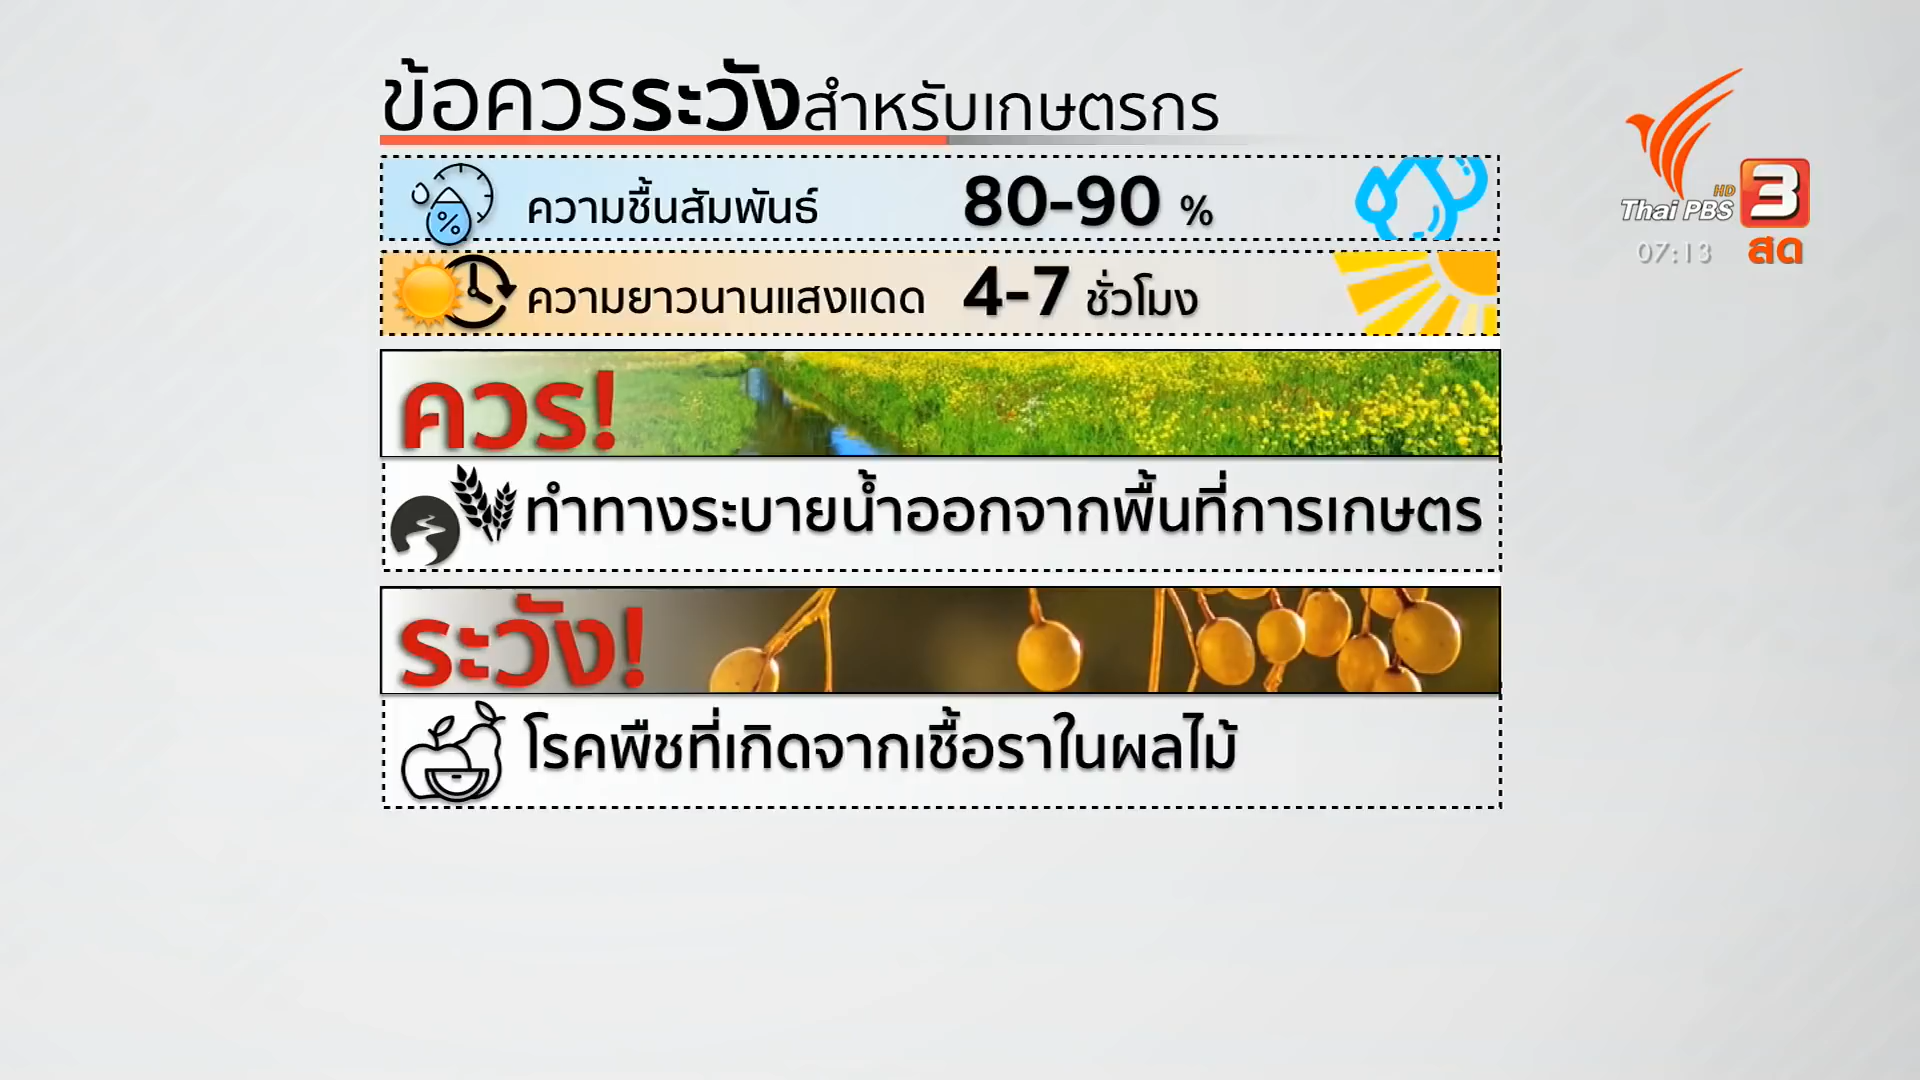 ข้อควรระวังสำหรับเกษตรกร
ความชื้นสัมพันธ์ 80-90 %
ความยาวนานแสงแดด 4-7 ชั่วโมง
ควร!
ทำทางระบายน้ำออกจากพื้นที่การเกษตร
ระวัง!
โรคพืชที่เกิดจากเชื้อราในผลไม้
Thai PBS HD 3
07:13 สด
%